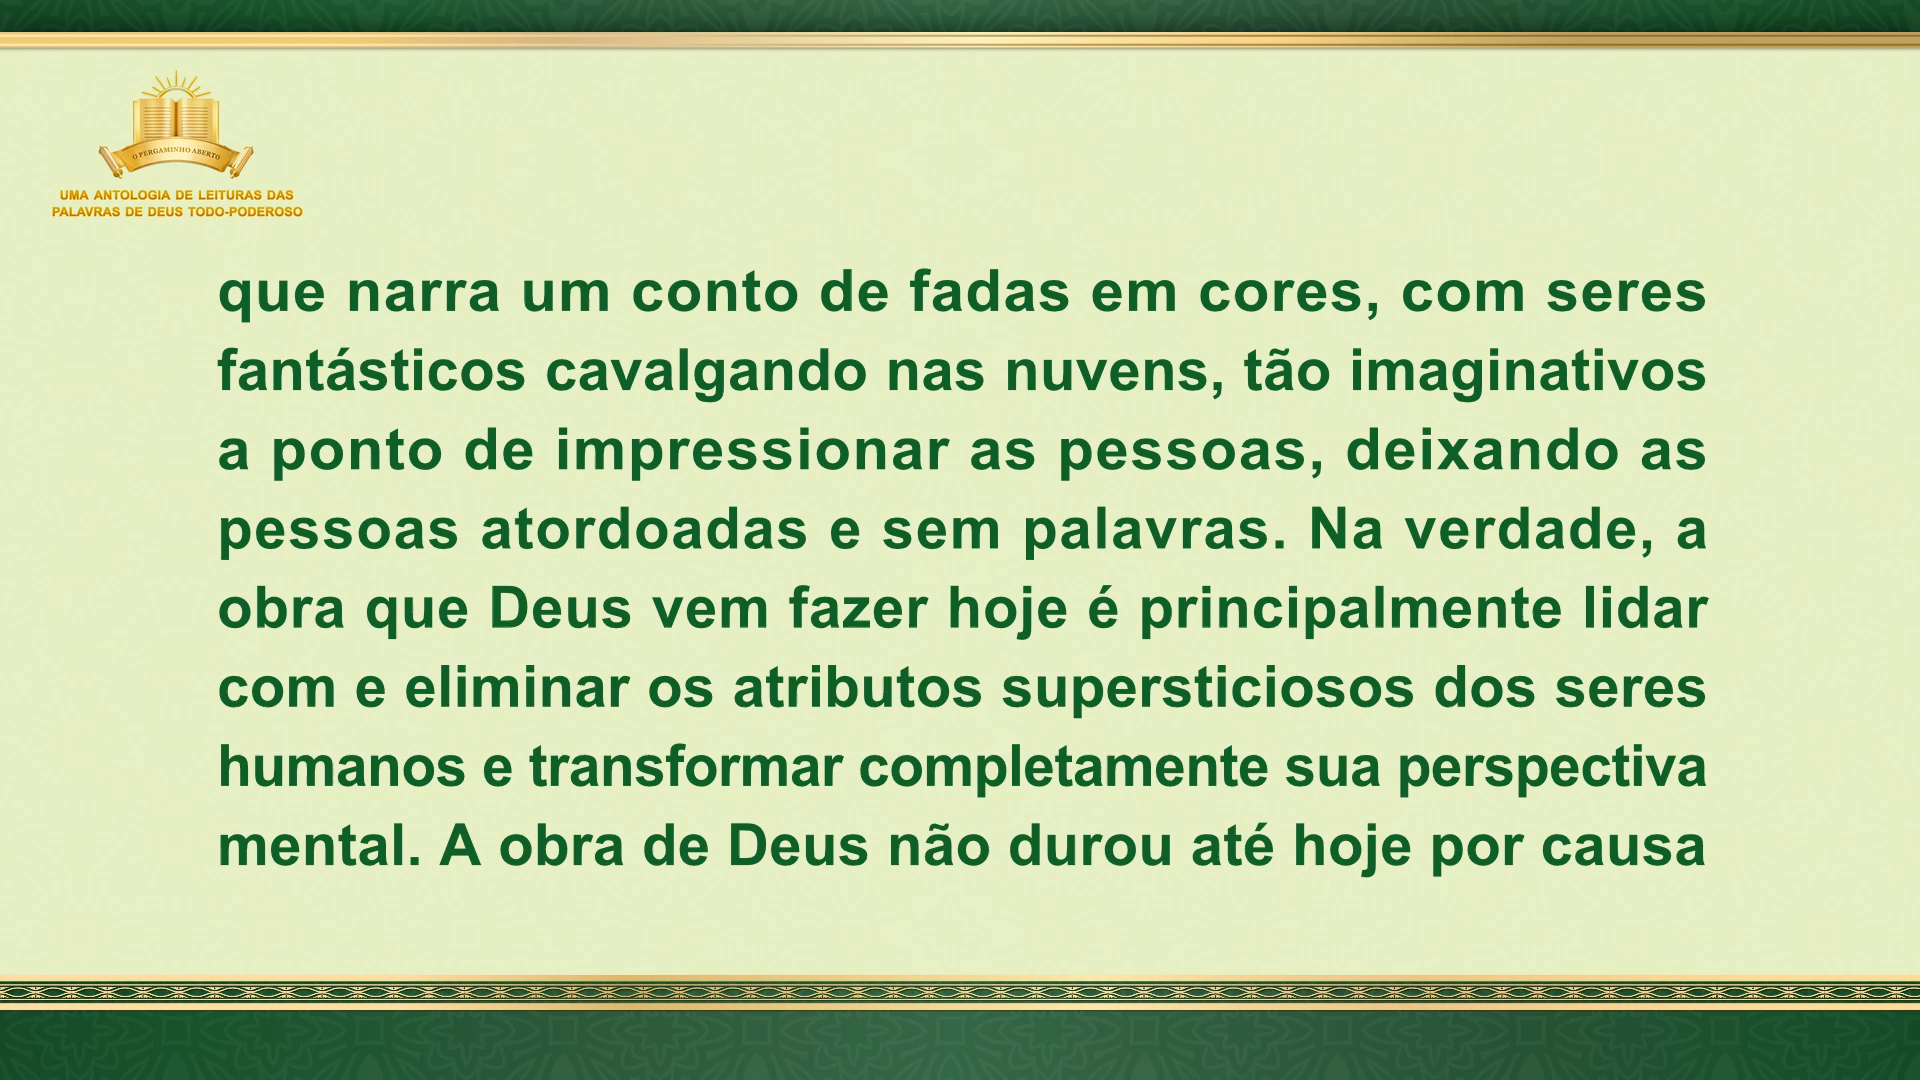 O PERGAMINHO ABERTO
UMA ANTOLOGIA DE LEITURAS DAS
PALAVRAS DE DEUS TODO-PODEROSO
que narra um conto de fadas em cores, com seres
fantásticos cavalgando nas nuvens, tão imaginativos
a ponto de impressionar as pessoas, deixando as
pessoas atordoadas e sem palavras. Na verdade, a
obra que Deus vem fazer hoje é principalmente lidar
com e eliminar os atributos supersticiosos dos seres
humanos e transformar completamente sua perspectiva
mental. A obra de Deus não durou até hoje por causa